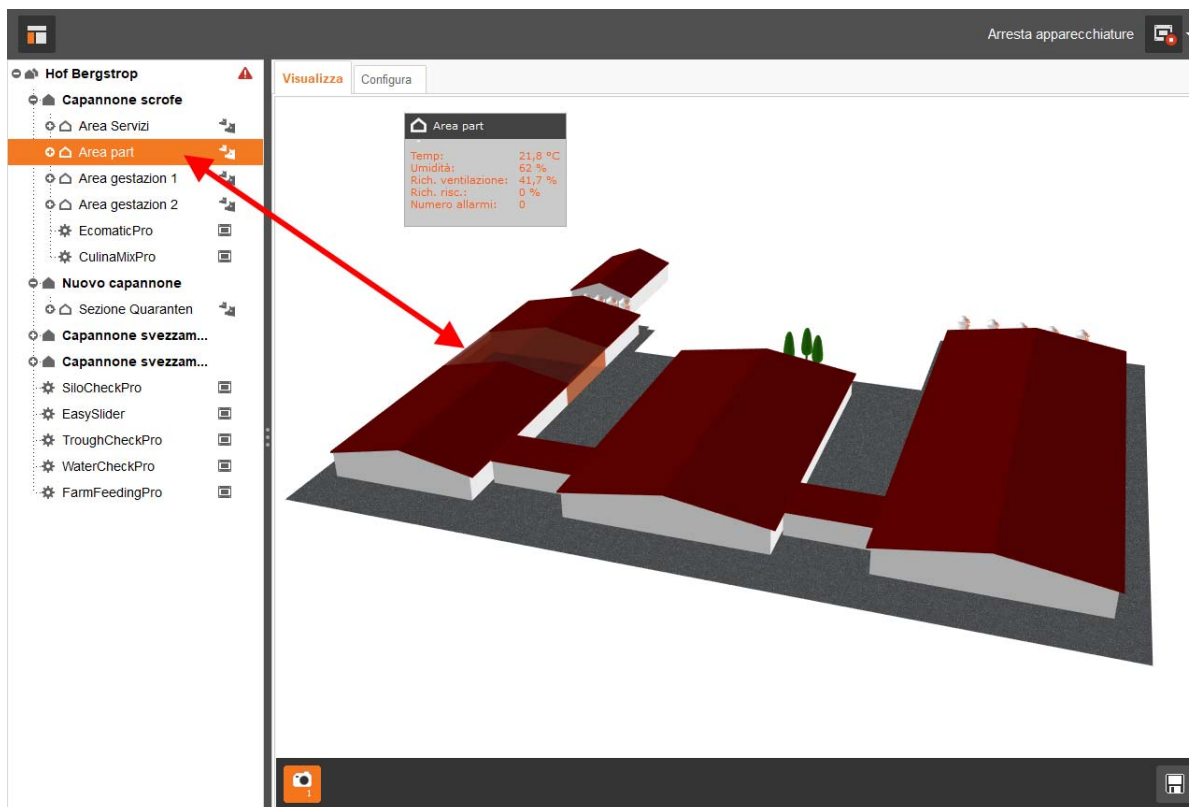 Arresta apparecchiature
Hof Bergstrop
Capannone scrofe
Area Servizi
Area part
Area gestazion 1
Area gestazion 2
EcomaticPro
CulinaMixPro
Nuovo capannone
Sezione Quaranten
Capannone svezzam...
Capannone svezzam...
SiloCheckPro
EasySlider
TroughCheckPro
WaterCheckPro
FarmFeedingPro
Visualizza Configura
Area part
Temp: 21,8 °C
Umidità: 62 %
Rich. ventilazione: 41,7 %
Rich. risc.: 0 %
Numero allarmi: 0
1